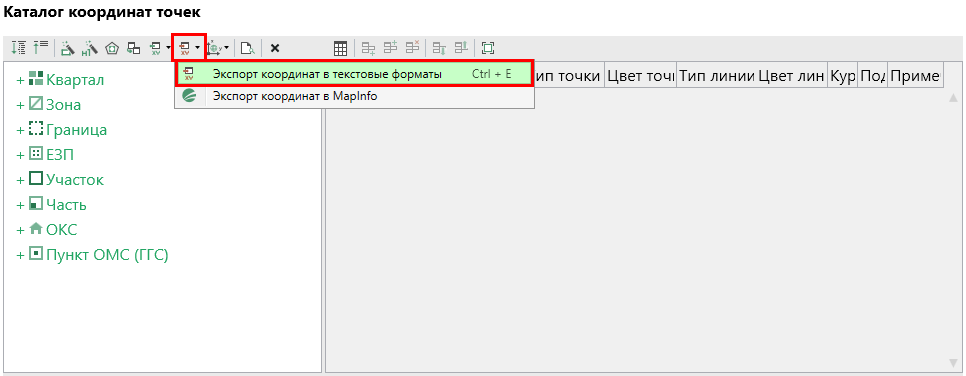 Каталог координат точек
Экспорт координат в текстовые форматы Ctrl + E
Экспорт координат в MapInfo
ип точки Цвет точ Тип линии Цвет лин Кур Под Приме
+ Квартал
+ Зона
+ Граница
+ ЕЗП
+ Участок
+ Часть
+ ОКС
+ Пункт ОМС (ГГС)